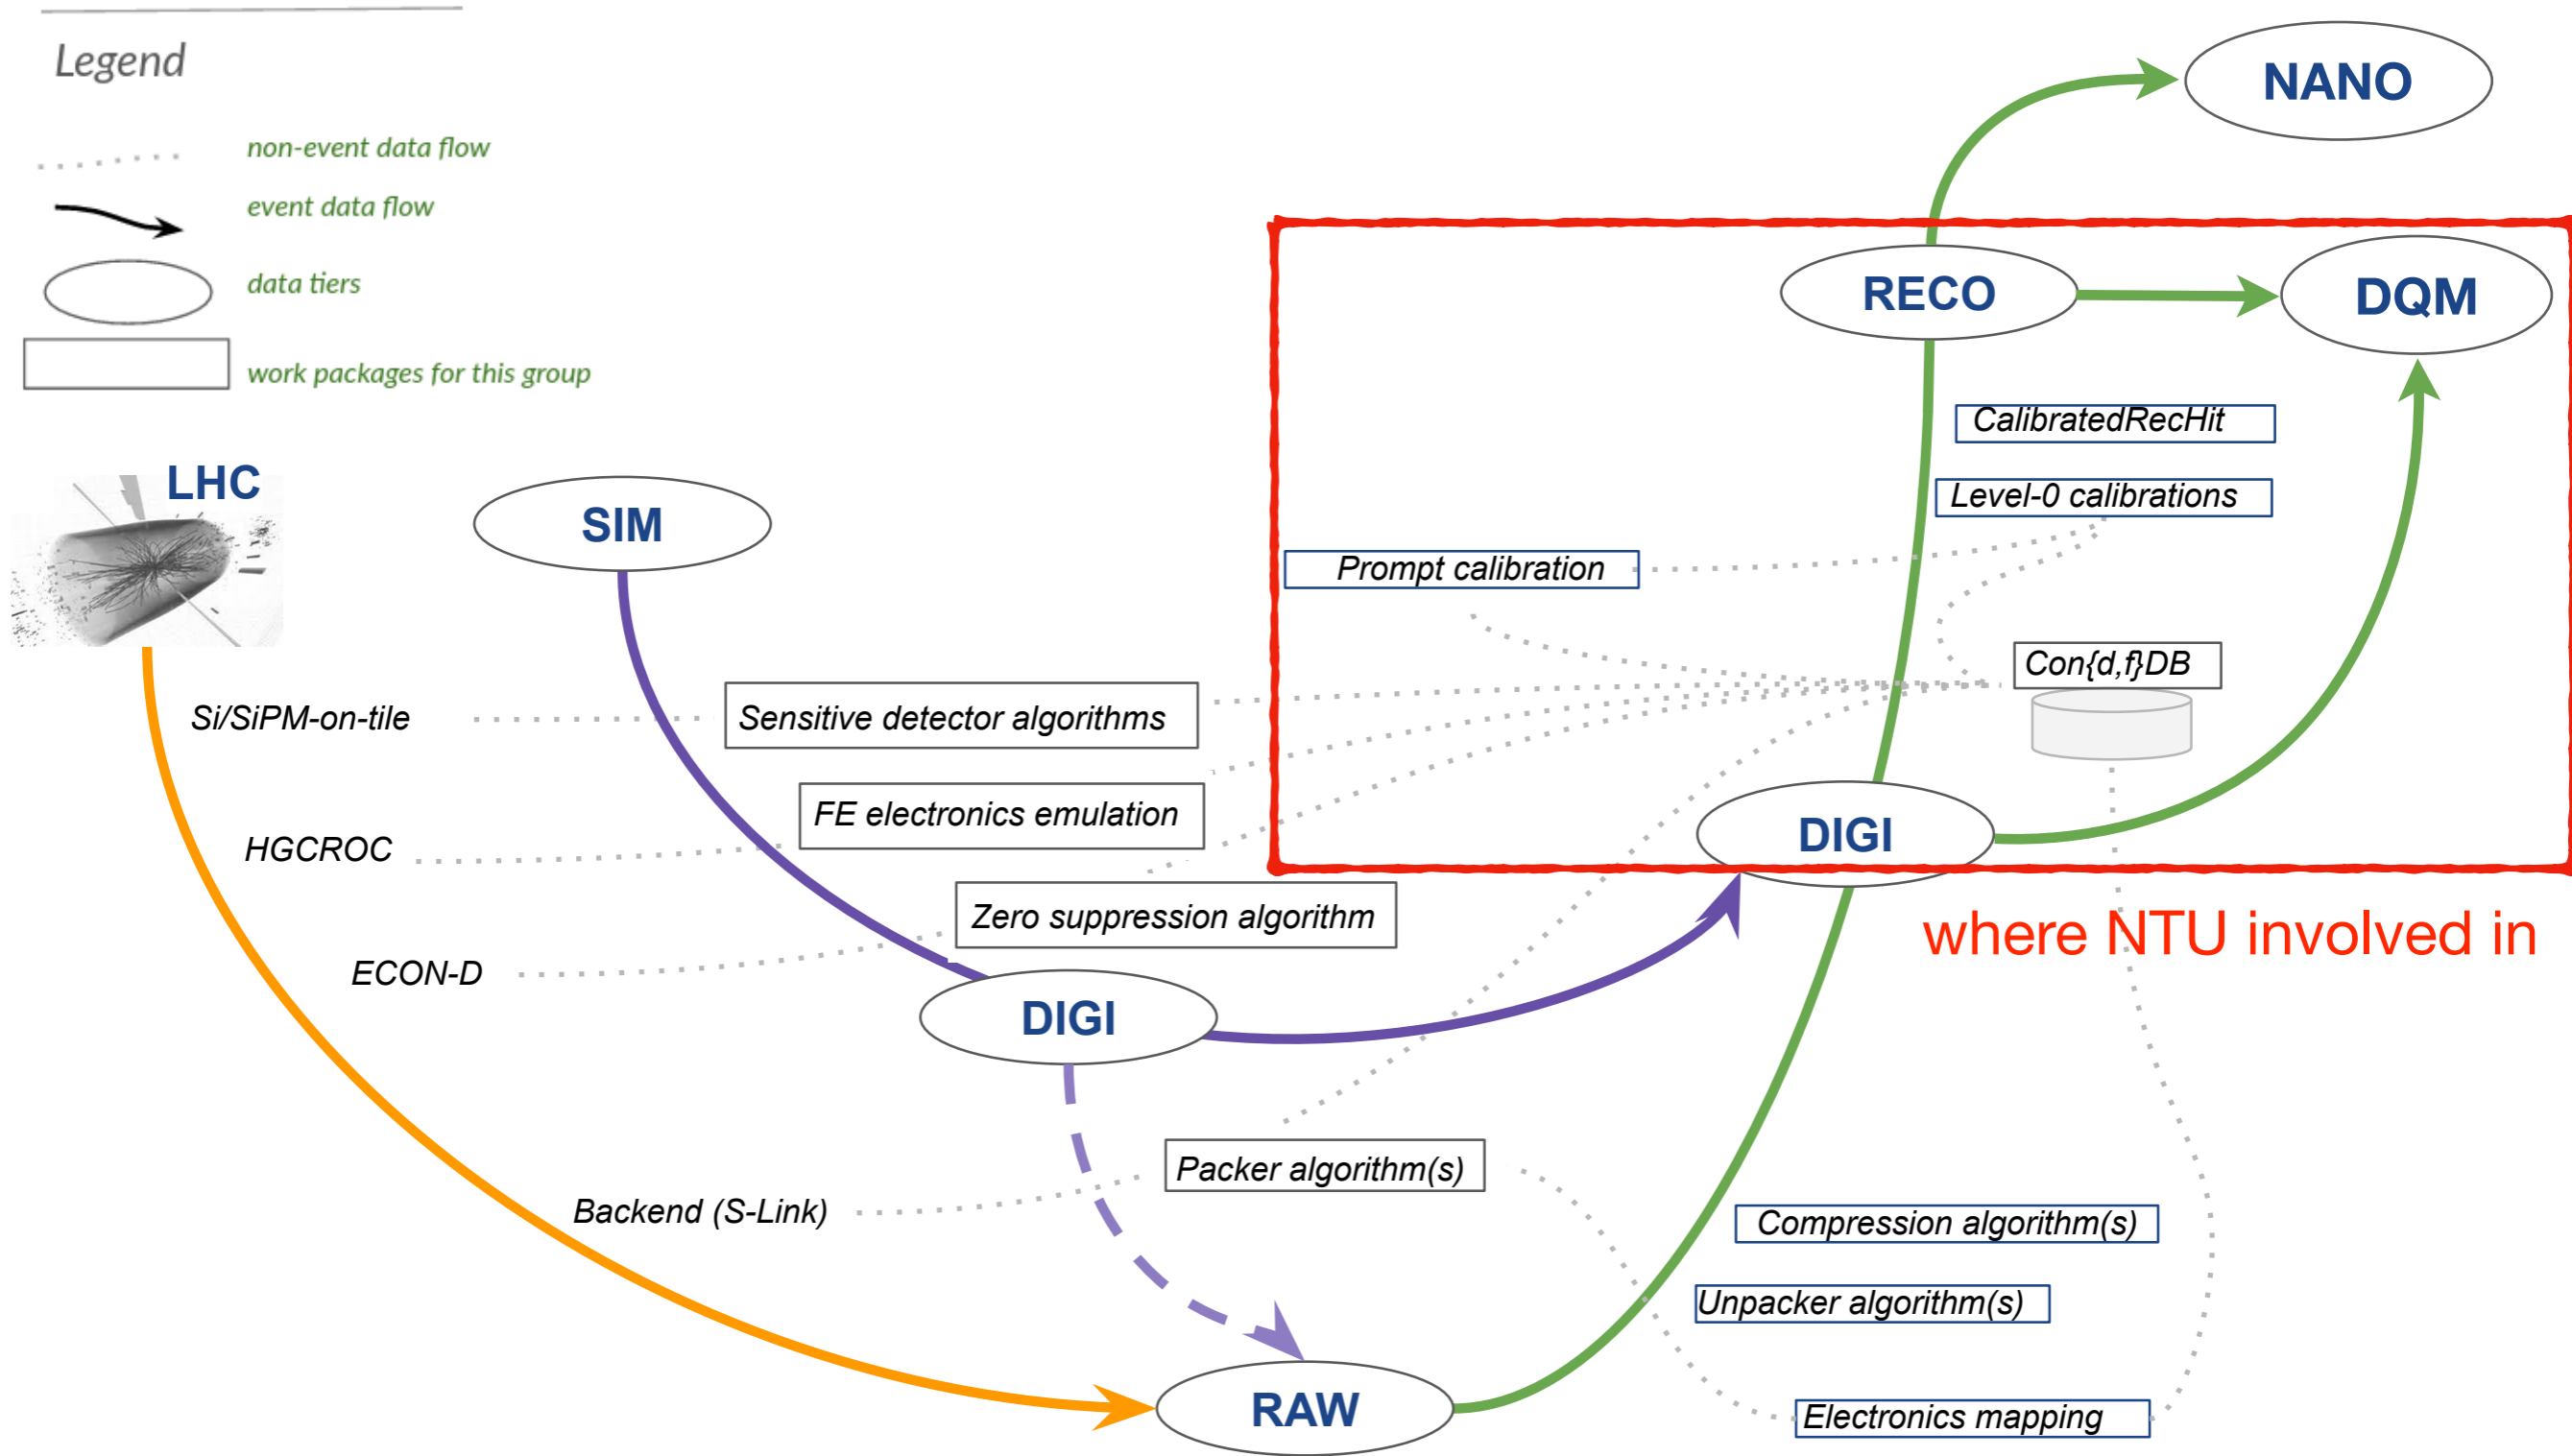 Legend
non-event data flow
event data flow
data tiers
work packages for this group
NANO
RECO
DQM
CalibratedRecHit
LHC
Level-0 calibrations
SIM
Prompt calibration
Con{d,f}DB
Si/SiPM-on-tile
Sensitive detector algorithms
FE electronics emulation
DIGI
HGCROC
Zero suppression algorithm
where NTU involved in
ECON-D
DIGI
Packer algorithm(s)
Backend (S-Link)
Compression algorithm(s)
Unpacker algorithm(s)
RAW
Electronics mapping